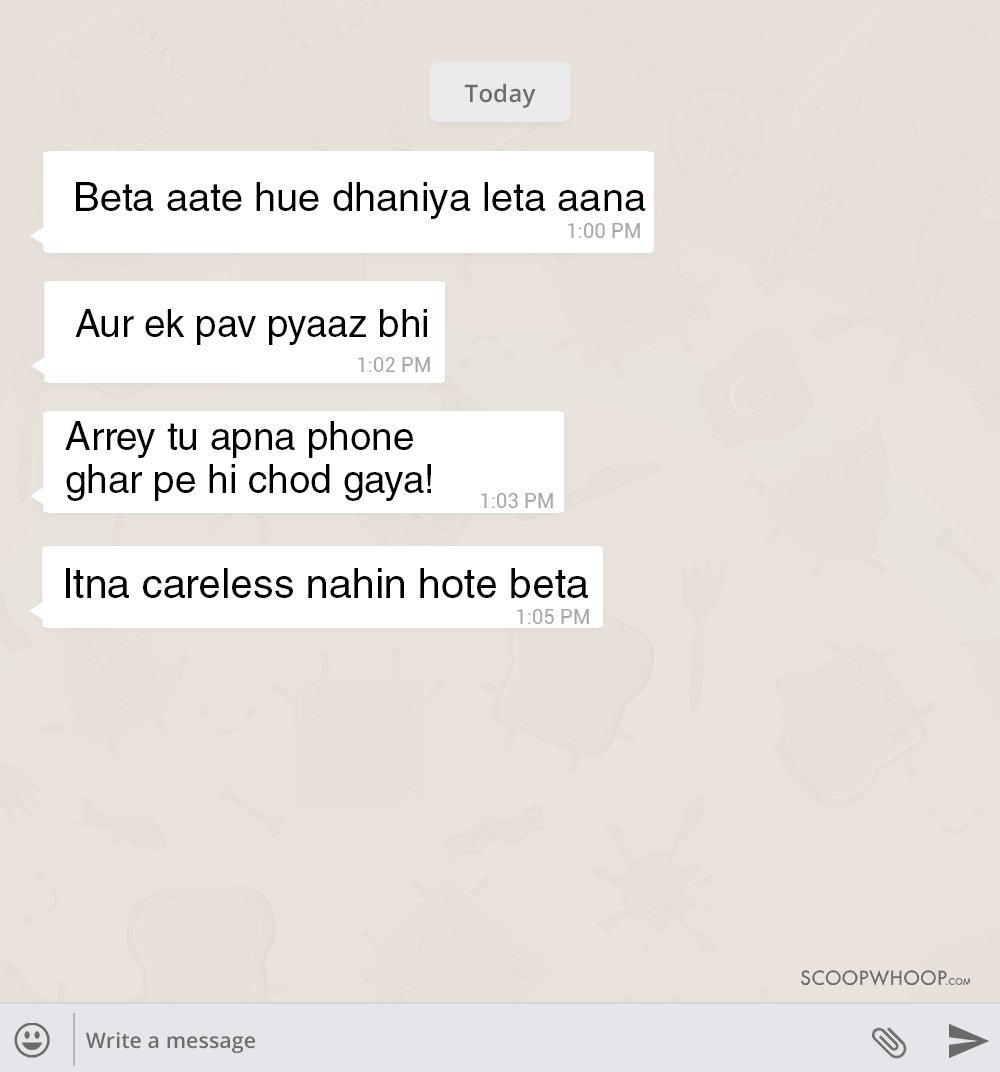 Today
Beta aate hue dhaniya leta aana
1:00 PM
Aur ek pav pyaaz bhi
1:02 PM
Arrey tu apna phone
ghar pe hi chod gaya!
1:03 PM
Itna careless nahin hote beta
1:05 PM
SCOOPWHOOP.COM
Write a message